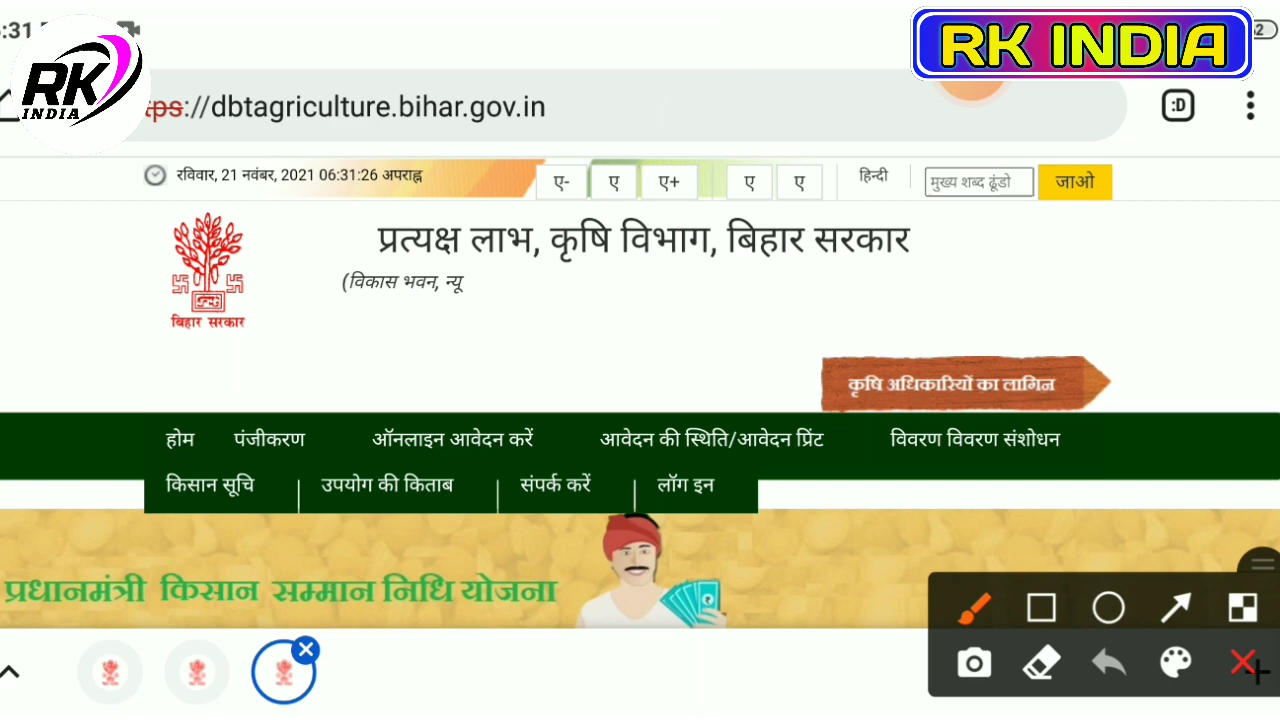 :31
RK INDIA
RK
INDIA
tps://dbtagriculture.bihar.gov.in
:D
रविवार, 21 नवंबर, 2021 06:31:26 अपराह्न
ए- ए ए+ ए ए
हिन्दी
मुख्य शब्द ढूंढो
जाओ
प्रत्यक्ष लाभ, कृषि विभाग, बिहार सरकार
(विकास भवन, न्यू
बिहार सरकार
कृषि अधिकारियों का लागिन
होम पंजीकरण ऑनलाइन आवेदन करें आवेदन की स्थिति/आवेदन प्रिंट विवरण विवरण संशोधन
किसान सूचि उपयोग की किताब संपर्क करें लॉग इन
प्रधानमंत्री किसान सम्मान निधि योजना